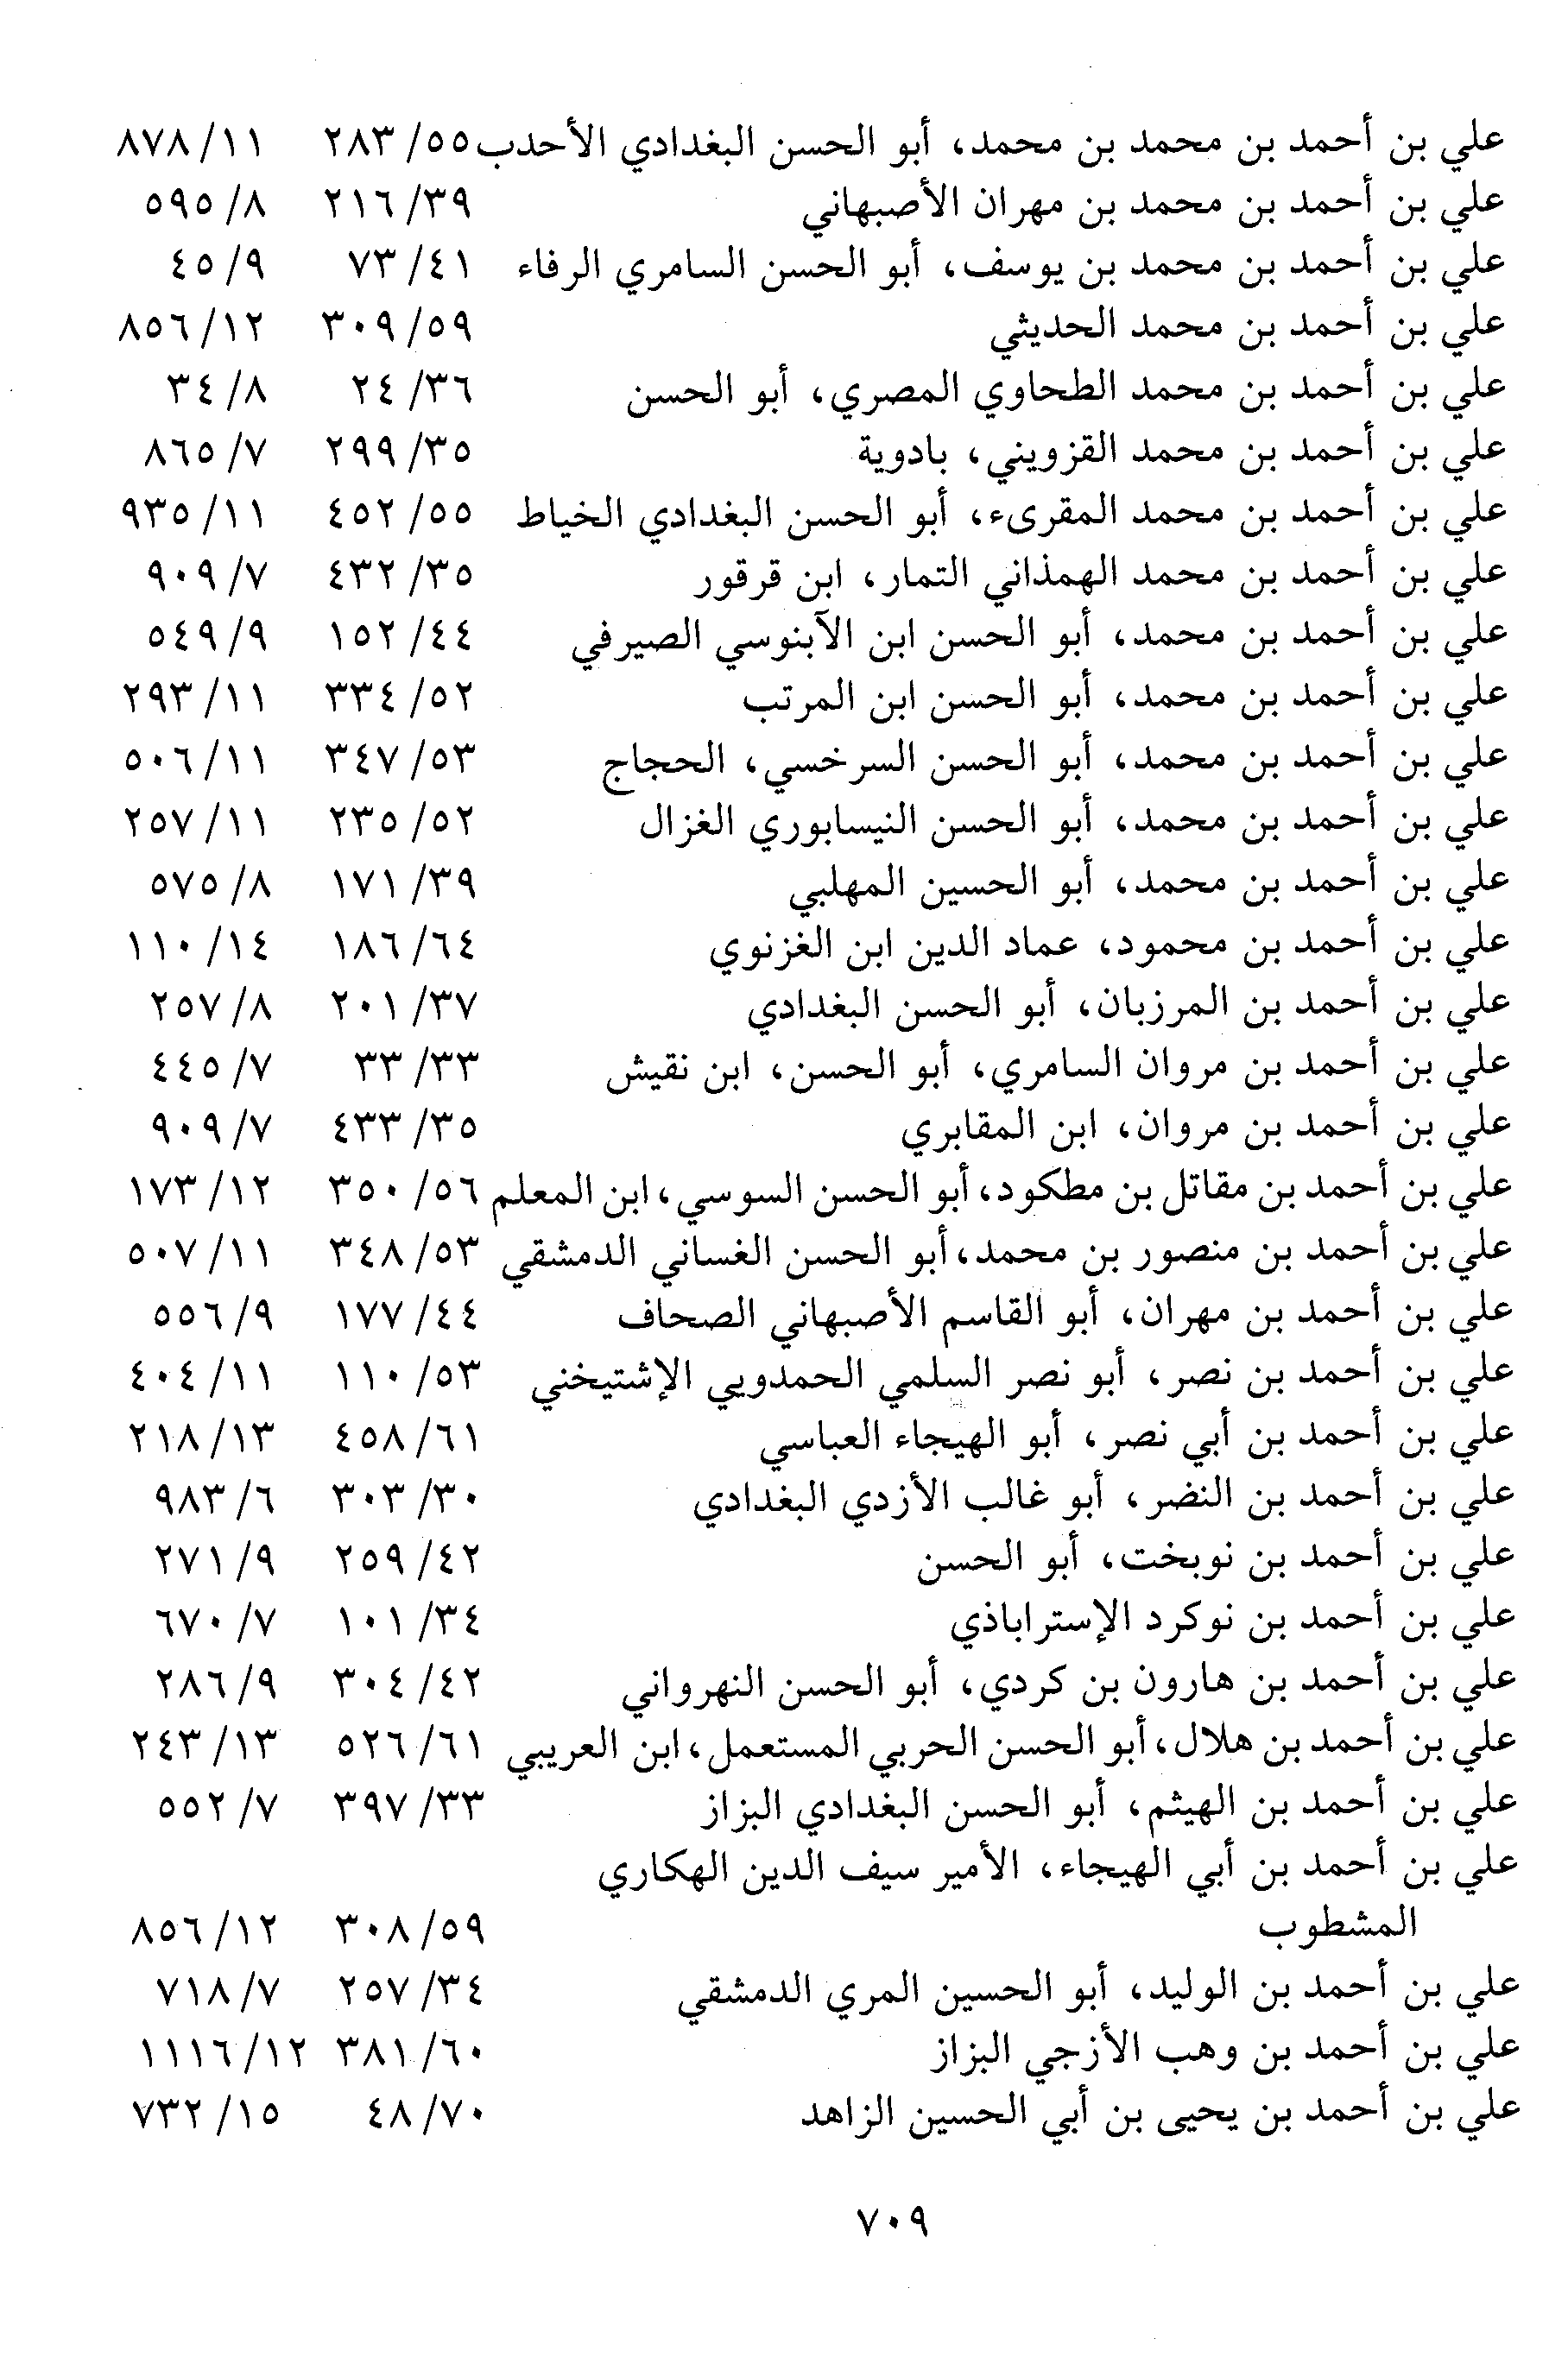 علي بن أحمد بن محمد بن محمد، أبو الحسن البغدادي الأحدب ٥٥/ ٢٨٣ ١١/ ٨٧٨
علي بن أحمد بن محمد بن مهران الأصبهاني ٣٩/ ٢١٦ ٨/ ٥٩٥
علي بن أحمد بن محمد بن يوسف، أبو الحسن السامري الرفاء ٤١/ ٧٣ ٩/ ٤٥
علي بن أحمد بن محمد الحديثي ٥٩/ ٣٠٩ ١٢/ ٨٥٦
علي بن أحمد بن محمد الطحاوي المصري، أبو الحسن ٣٦/ ٢٤ ٨/ ٣٤
علي بن أحمد بن محمد القزويني، بادوية ٣٥/ ٢٩٩ ٧/ ٨٦٥
علي بن أحمد بن محمد المقرىء، أبو الحسن البغدادي الخياط ٥٥/ ٤٥٢ ١١/ ٩٣٥
علي بن أحمد بن محمد الهمذاني التمار، ابن قرقور ٣٥/ ٤٣٢ ٧/ ٩٠٩
علي بن أحمد بن محمد، أبو الحسن ابن الآبنوسي الصيرفي ٤٤/ ١٥٢ ٩/ ٥٤٩
علي بن أحمد بن محمد، أبو الحسن ابن المرتب ٥٢/ ٣٣٤ ١١/ ٢٩٣
علي بن أحمد بن محمد، أبو الحسن السرخسي، الحجاج ٥٣/ ٣٤٧ ١١/ ٥٠٦
علي بن أحمد بن محمد، أبو الحسن النيسابوري الغزال ٥٢/ ٢٣٥ ١١/ ٢٥٧
علي بن أحمد بن محمد، أبو الحسين المهلبي ٣٩/ ١٧١ ٨/ ٥٧٥
علي بن أحمد بن محمود، عماد الدين ابن الغزنوي ٦٤/ ١٨٦ ١٤/ ١١٠
علي بن أحمد بن المرزبان، أبو الحسن البغدادي ٣٧/ ٢٠١ ٨/ ٢٥٧
علي بن أحمد بن مروان السامري، أبو الحسن، ابن نقيش ٣٣/ ٣٣ ٧/ ٤٤٥
علي بن أحمد بن مروان، ابن المقابري ٣٥/ ٤٣٣ ٧/ ٩٠٩
علي بن أحمد بن مقاتل بن مطكود، أبو الحسن السوسي، ابن المعلم ٥٦/ ٣٥٠ ١٢/ ١٧٣
علي بن أحمد بن منصور بن محمد، أبو الحسن الغساني الدمشقي ٥٣/ ٣٤٨ ١١/ ٥٠٧
علي بن أحمد بن مهران، أبو القاسم الأصبهاني الصحاف ٤٤/ ١٧٧ ٩/ ٥٥٦
علي بن أحمد بن نصر، أبو نصر السلمي الحمدويي الإشتيخني ٥٣/ ١١٠ ١١/ ٤٠٤
علي بن أحمد بن أبي نصر، أبو الهيجاء العباسي ٦١/ ٤٥٨ ١٣/ ٢١٨
علي بن أحمد بن النضر، أبو غالب الأزدي البغدادي ٣٠/ ٣٠٣ ٦/ ٩٨٣
علي بن أحمد بن نوبخت، أبو الحسن ٤٢/ ٢٥٩ ٩/ ٢٧١
علي بن أحمد بن نوكرد الإستراباذي ٣٤/ ١٠١ ٧/ ٦٧٠
علي بن أحمد بن هارون بن كردي، أبو الحسن النهرواني ٤٢/ ٣٠٤ ٩/ ٢٨٦
علي بن أحمد بن هلال، أبو الحسن الحربي المستعمل، ابن العريبي ٦١/ ٥٢٦ ١٣/ ٢٤٣
علي بن أحمد بن الهيثم، أبو الحسن البغدادي البزاز ٣٣/ ٣٩٧ ٧/ ٥٥٢
علي بن أحمد بن أبي الهيجاء، الأمير سيف الدين الهكاري
المشطوب ٥٩/ ٣٠٨ ١٢/ ٨٥٦
علي بن أحمد بن الوليد، أبو الحسين المري الدمشقي ٣٤/ ٢٥٧ ٧/ ٧١٨
علي بن أحمد بن وهب الأزجي البزاز ٦٠/ ٣٨١ ١٢/ ١١١٦
علي بن أحمد بن يحيى بن أبي الحسين الزاهد ٧٠/ ٤٨ ١٥/ ٧٣٢
٧٠٩